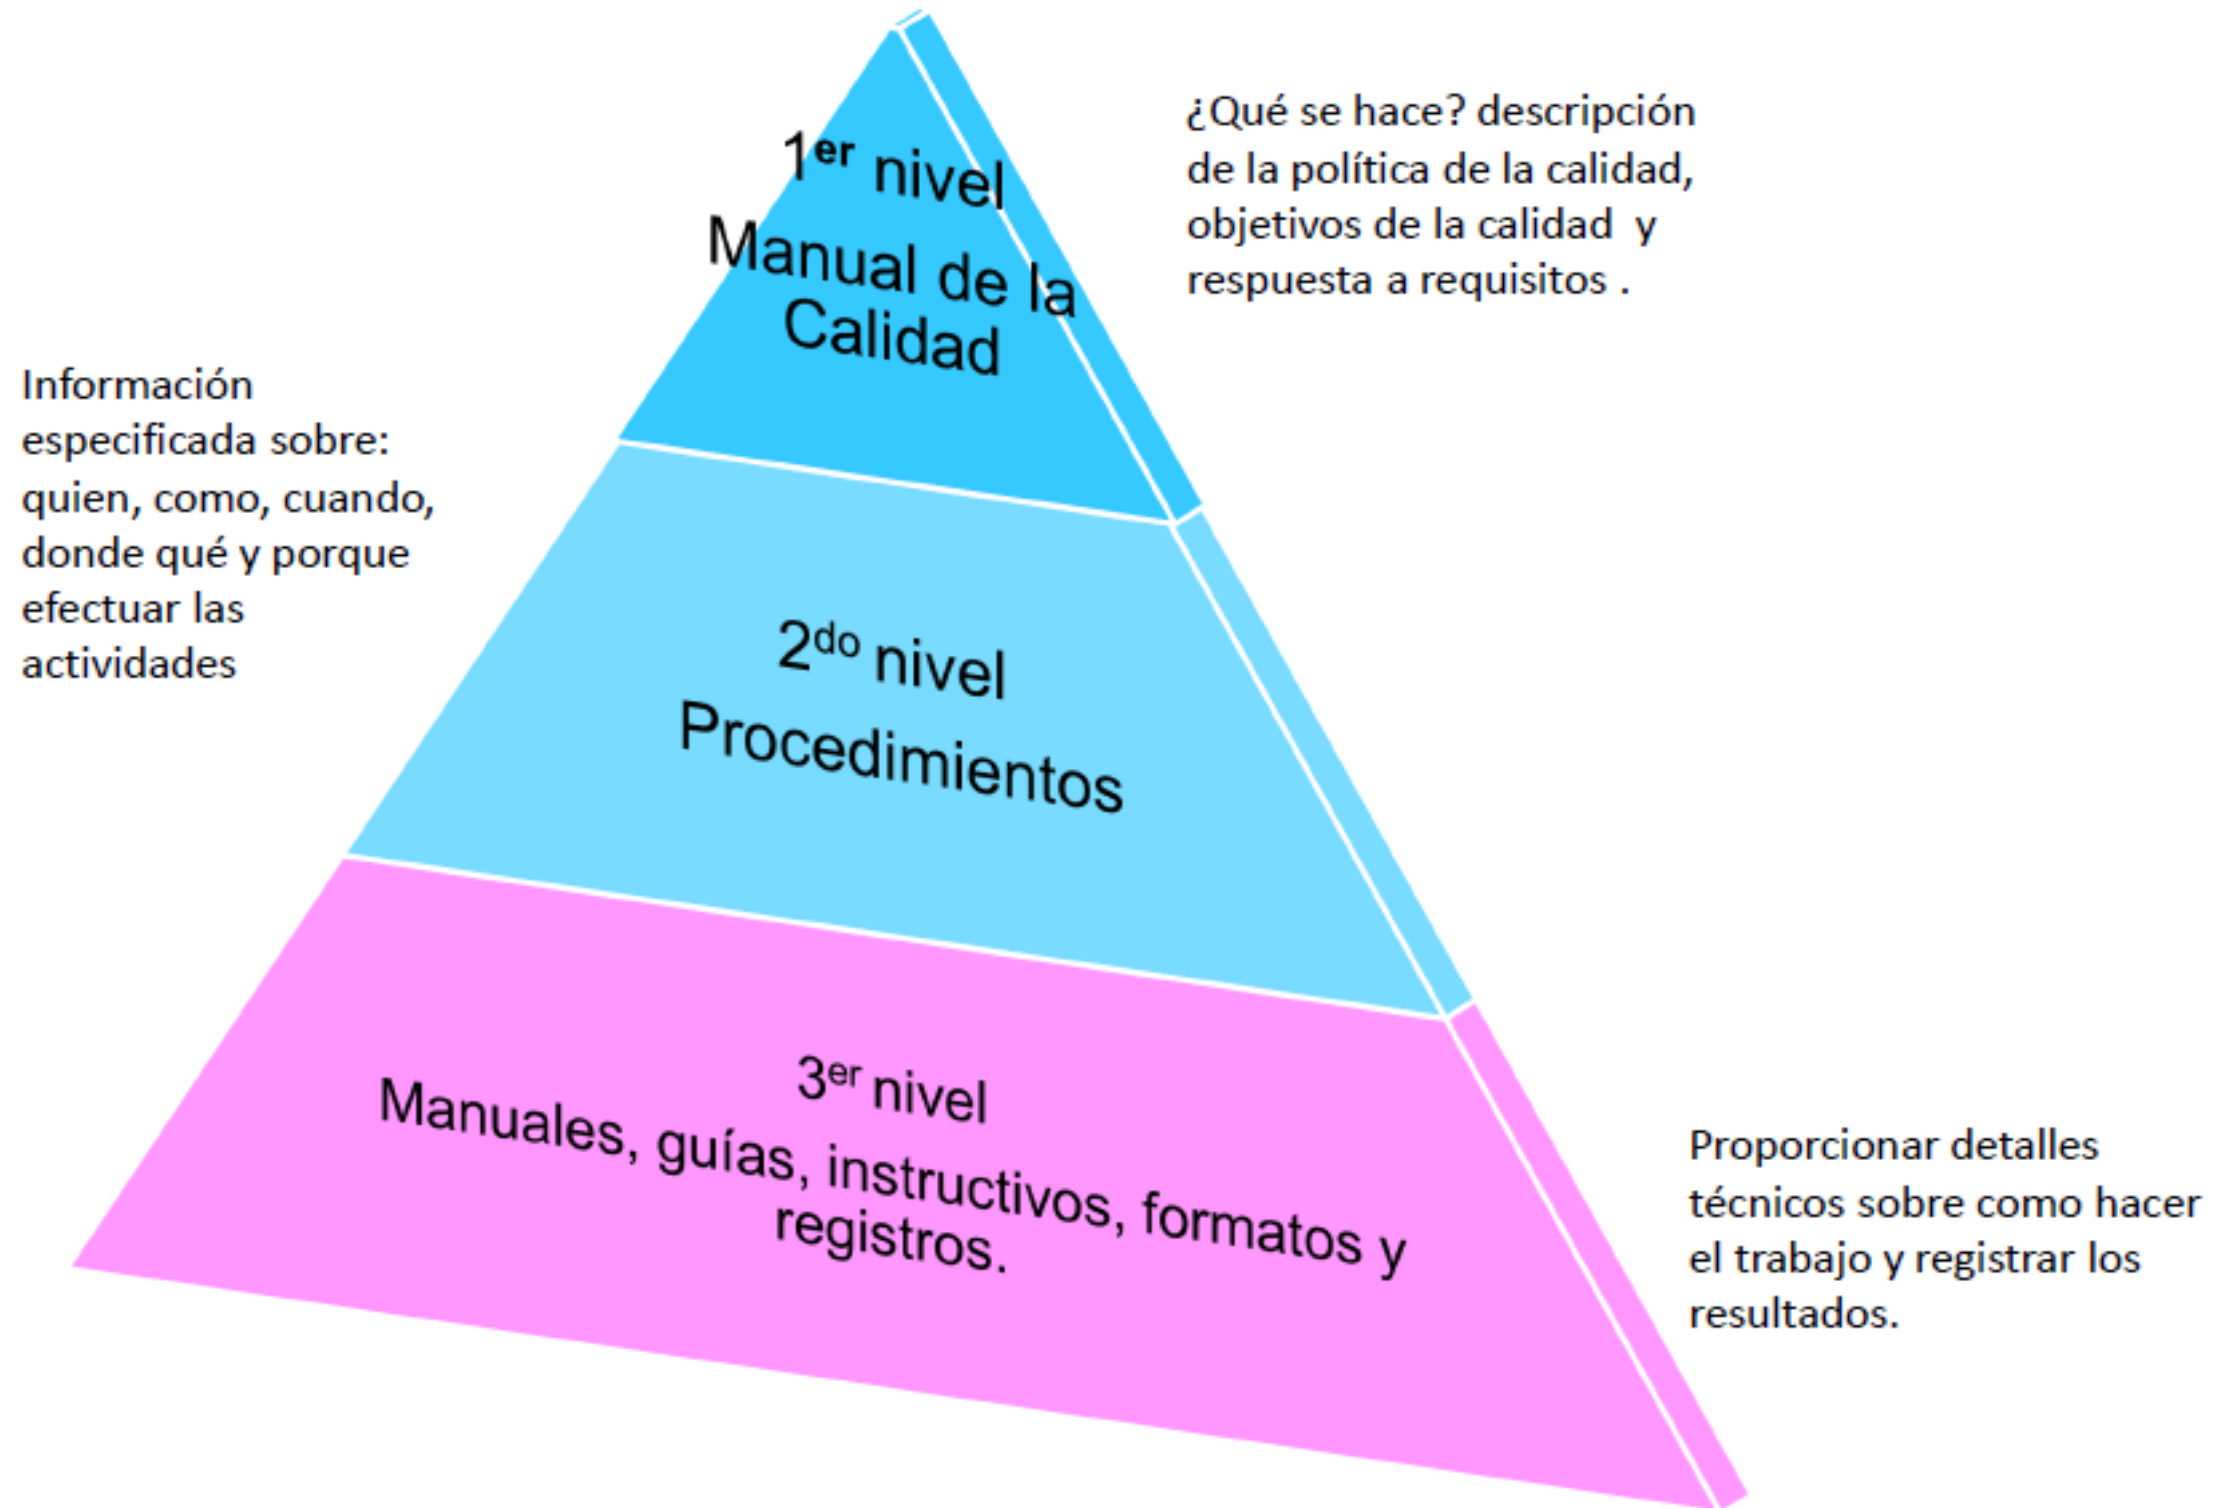 1er nivel
Manual de la
Calidad
¿Qué se hace? descripción
de la política de la calidad,
objetivos de la calidad y
respuesta a requisitos .
Información
especificada sobre:
quien, como, cuando,
donde qué y porque
efectuar las
actividades
2do nivel
Procedimientos
3er nivel
Manuales, guías, instructivos, formatos y
registros.
Proporcionar detalles
técnicos sobre como hacer
el trabajo y registrar los
resultados.